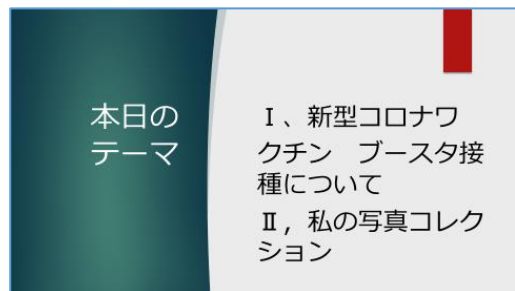 本日の
テーマ
Ⅰ、新型コロナワ
クチン　ブースタ接
種について
Ⅱ，私の写真コレク
ション